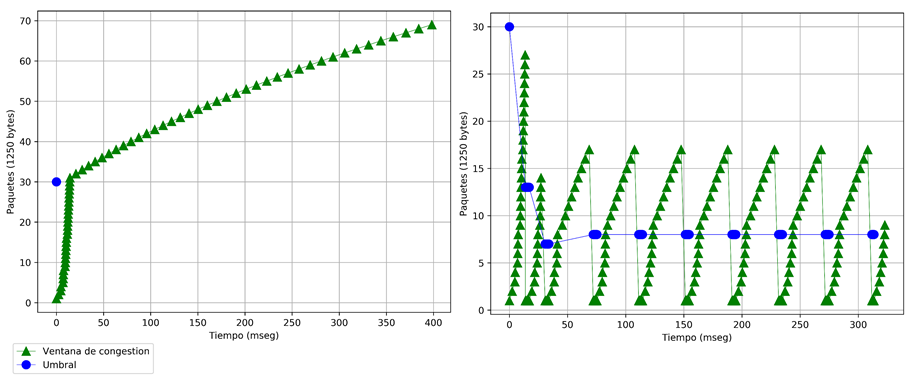 70
60
50
40
30
20
10
0
Paquetes (1250 bytes)
0 50 100 150 200 250 300 350 400
Tiempo (mseg)
Ventana de congestion
Umbral
30
25
20
15
10
5
0
Paquetes (1250 bytes)
0 50 100 150 200 250 300
Tiempo (mseg)